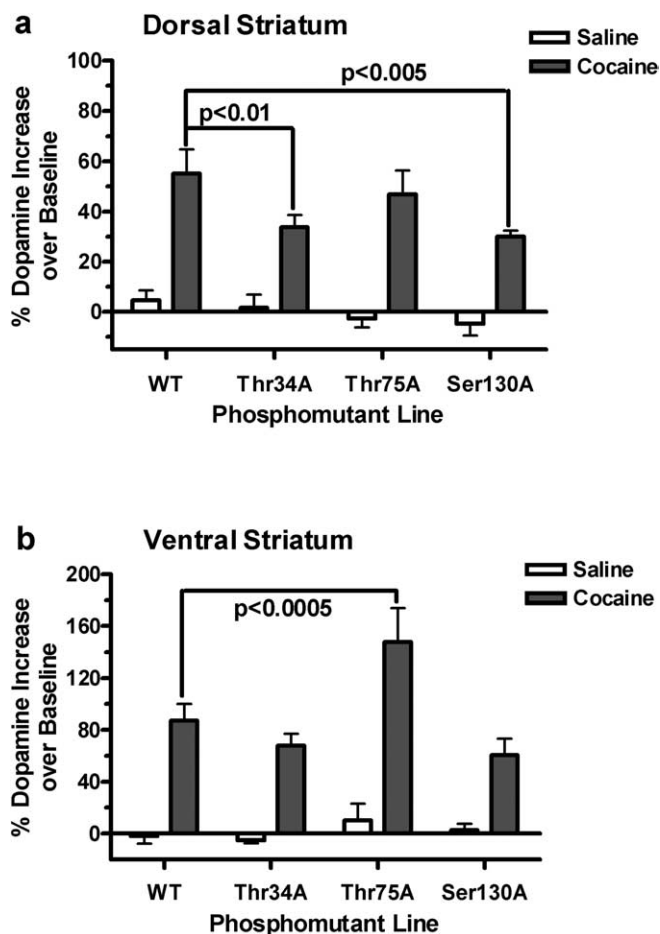 a Dorsal Striatum
Saline
Cocaine
% Dopamine Increase
over Baseline
100
80
60
40
20
0
p<0.005
p<0.01
WT Thr34A Thr75A Ser130A
Phosphomutant Line
b Ventral Striatum
Saline
Cocaine
% Dopamine Increase
over Baseline
200
160
120
80
40
0
p<0.0005
WT Thr34A Thr75A Ser130A
Phosphomutant Line